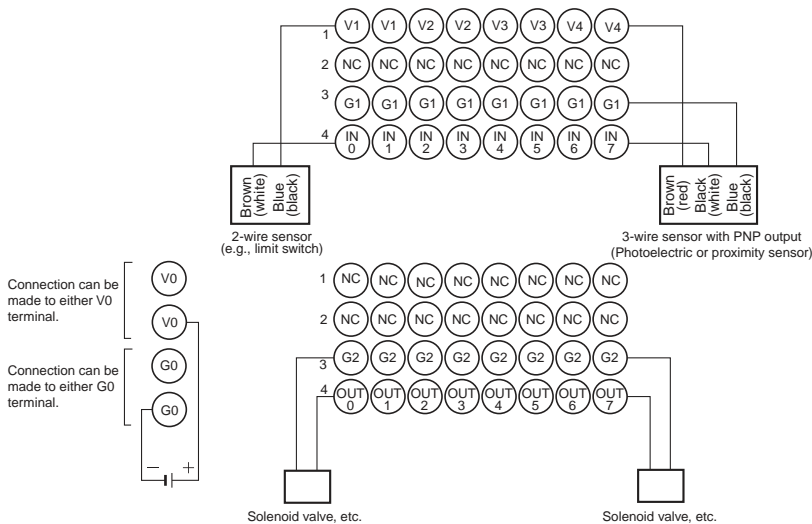 1 V1 V1 V2 V2 V3 V3 V4 V4
2 NC NC NC NC NC NC NC NC
3 G1 G1 G1 G1 G1 G1 G1 G1
4 IN 0 IN 1 IN 2 IN 3 IN 4 IN 5 IN 6 IN 7
Brown
(white)
Blue
(black)
2-wire sensor
(e.g., limit switch)
Brown
(red)
Black
(white)
Blue
(black)
3-wire sensor with PNP output
(Photoelectric or proximity sensor)
Connection can be
made to either V0
terminal.
V0
V0
Connection can be
made to either G0
terminal.
G0
G0
− +
1 NC NC NC NC NC NC NC NC
2 NC NC NC NC NC NC NC NC
3 G2 G2 G2 G2 G2 G2 G2 G2
4 OUT 0 OUT 1 OUT 2 OUT 3 OUT 4 OUT 5 OUT 6 OUT 7
Solenoid valve, etc.
Solenoid valve, etc.